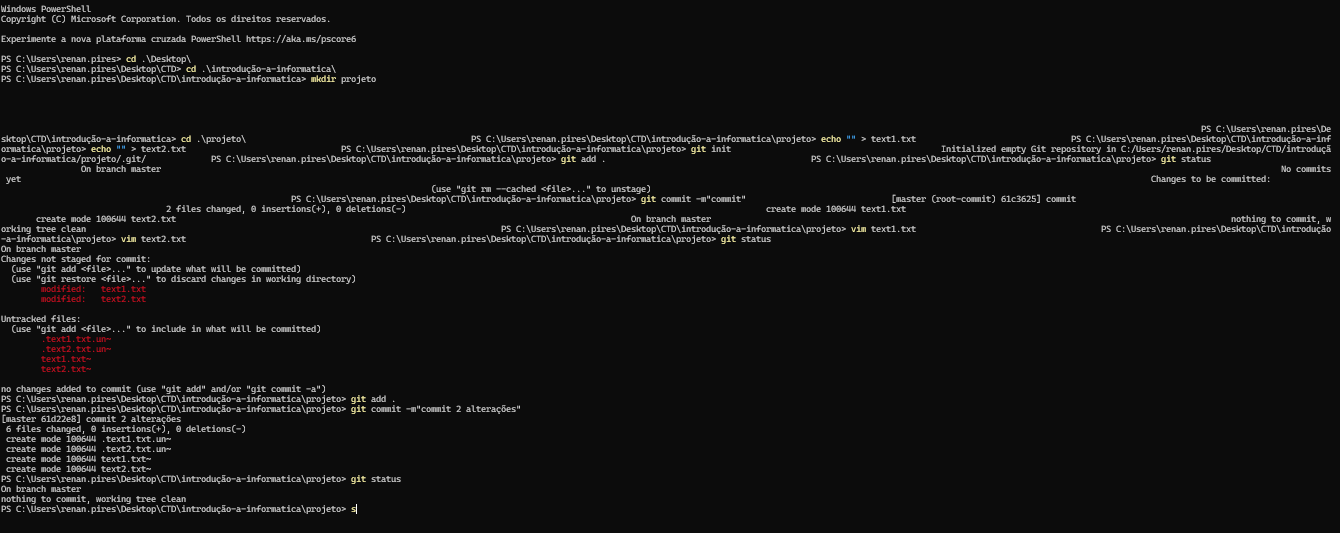 Windows PowerShell
Copyright (C) Microsoft Corporation. Todos os direitos reservados.
Experimente a nova plataforma cruzada PowerShell https://aka.ms/pscore6
PS C:\Users\renan.pires> cd .\Desktop\
PS C:\Users\renan.pires\Desktop\CTD> cd .\introdução-a-informatica\
PS C:\Users\renan.pires\Desktop\CTD\introdução-a-informatica> mkdir projeto
PS C:\Users\renan.pires\De
sktop\CTD\introdução-a-informatica> cd .\projeto\ PS C:\Users\renan.pires\Desktop\CTD\introdução-a-informatica\projeto> echo "" > text1.txt PS C:\Users\renan.pires\Desktop\CTD\introdução-a-inf
ormatica\projeto> echo "" > text2.txt PS C:\Users\renan.pires\Desktop\CTD\introdução-a-informatica\projeto> git init Initialized empty Git repository in C:/Users/renan.pires/Desktop/CTD/introduçã
o-a-informatica/projeto/.git/ PS C:\Users\renan.pires\Desktop\CTD\introdução-a-informatica\projeto> git add . PS C:\Users\renan.pires\Desktop\CTD\introdução-a-informatica\projeto> git status
On branch master No commits
yet Changes to be committed:
(use "git rm --cached <file>..." to unstage)
PS C:\Users\renan.pires\Desktop\CTD\introdução-a-informatica\projeto> git commit -m"commit" [master (root-commit) 61c3625] commit
2 files changed, 0 insertions(+), 0 deletions(-) create mode 100644 text1.txt
create mode 100644 text2.txt On branch master nothing to commit, w
orking tree clean PS C:\Users\renan.pires\Desktop\CTD\introdução-a-informatica\projeto> vim text1.txt PS C:\Users\renan.pires\Desktop\CTD\introdução
-a-informatica\projeto> vim text2.txt PS C:\Users\renan.pires\Desktop\CTD\introdução-a-informatica\projeto> git status
On branch master
Changes not staged for commit:
(use "git add <file>..." to update what will be committed)
(use "git restore <file>..." to discard changes in working directory)
modified: text1.txt
modified: text2.txt
Untracked files:
(use "git add <file>..." to include in what will be committed)
.text1.txt.un~
.text2.txt.un~
text1.txt~
text2.txt~
no changes added to commit (use "git add" and/or "git commit -a")
PS C:\Users\renan.pires\Desktop\CTD\introdução-a-informatica\projeto> git add .
PS C:\Users\renan.pires\Desktop\CTD\introdução-a-informatica\projeto> git commit -m"commit 2 alterações"
[master 61d22e8] commit 2 alterações
6 files changed, 0 insertions(+), 0 deletions(-)
create mode 100644 .text1.txt.un~
create mode 100644 .text2.txt.un~
create mode 100644 text1.txt~
create mode 100644 text2.txt~
PS C:\Users\renan.pires\Desktop\CTD\introdução-a-informatica\projeto> git status
On branch master
nothing to commit, working tree clean
PS C:\Users\renan.pires\Desktop\CTD\introdução-a-informatica\projeto> s